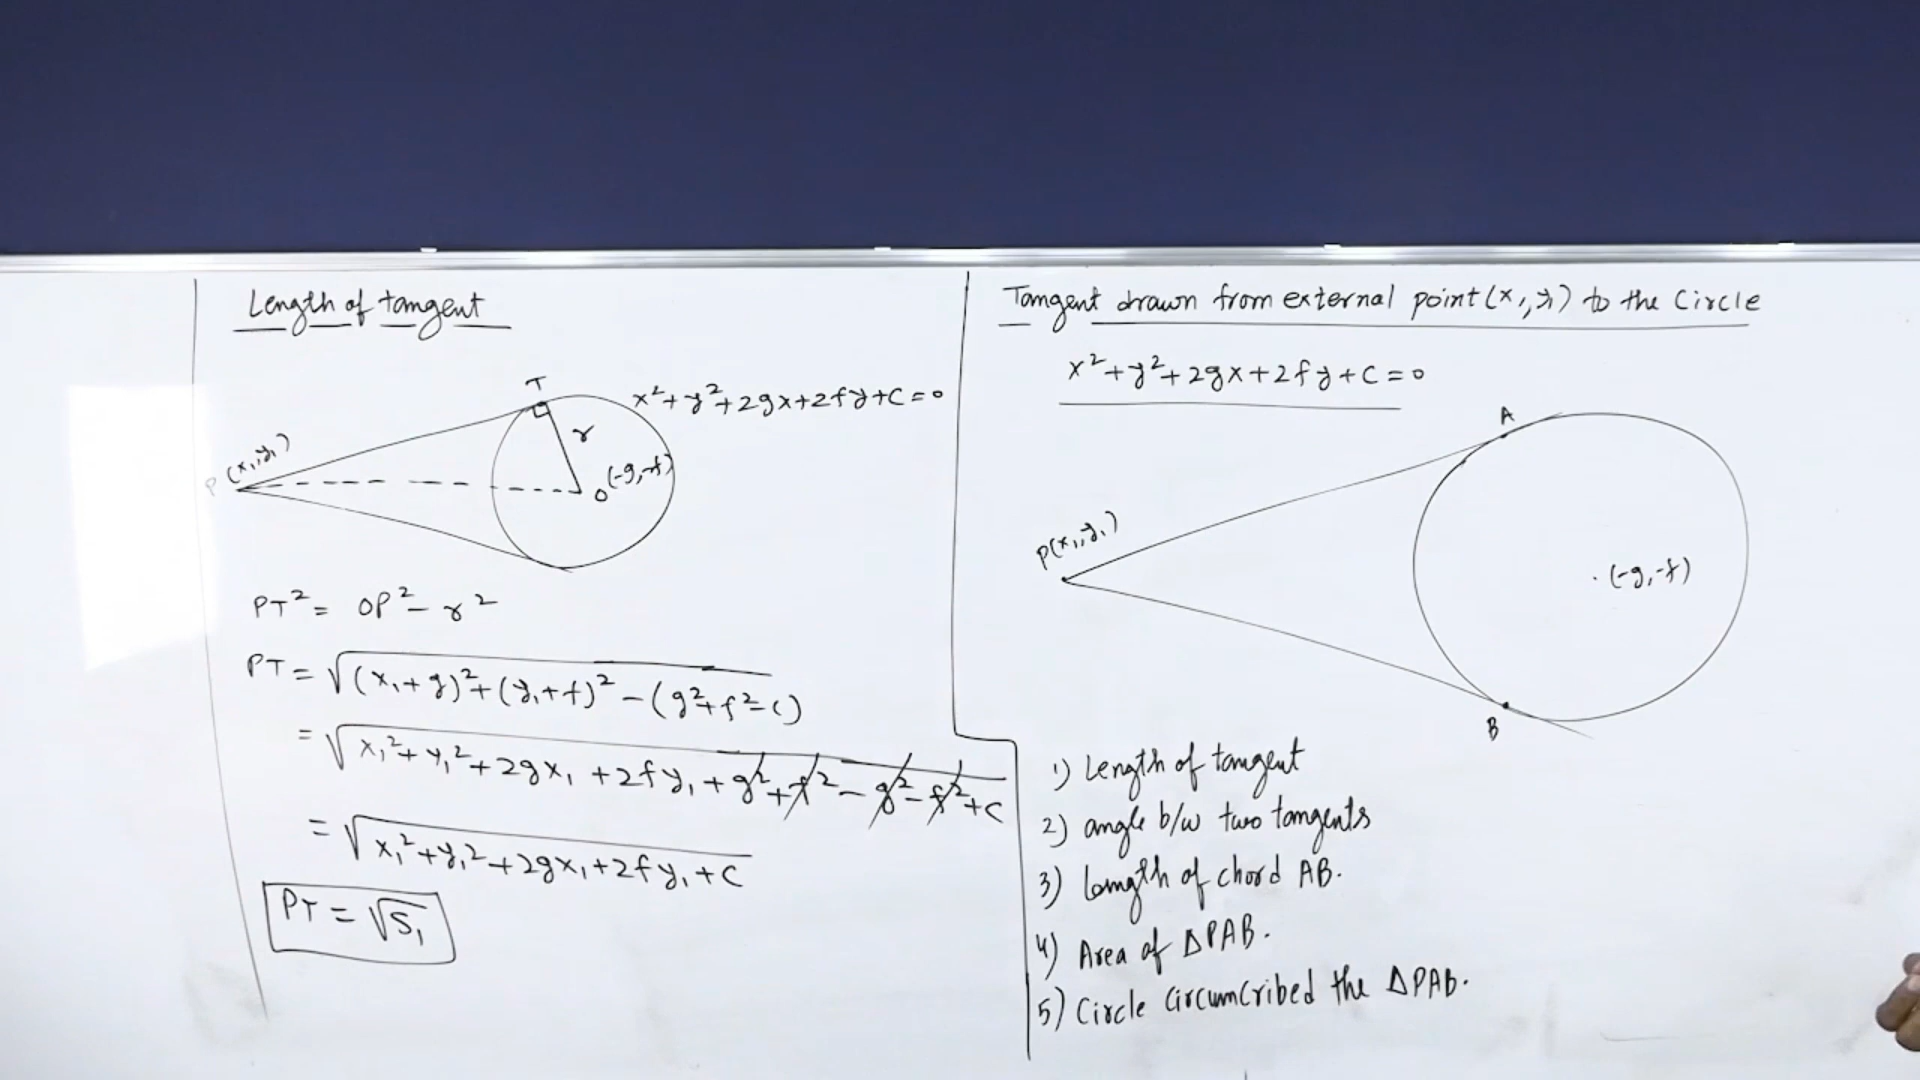 Length of tangent
T
x²+y²+2gx+2fy+c=0
r
P(x₁,y₁)
O(-g,-f)
PT² = OP² - r²
PT = √(x₁+g)²+(y₁+f)²-(g²+f²-c)
= √x₁²+y₁²+2gx₁+2fy₁+g²+f²-g²-f²+c
= √x₁²+y₁²+2gx₁+2fy₁+c
PT = √S₁
Tangent drawn from external point (x₁,y₁) to the circle
x²+y²+2gx+2fy+c=0
A
P(x₁,y₁)
(-g,-f)
B
1) Length of tangent
2) angle b/w two tangents
3) Length of chord AB.
4) Area of ΔPAB.
5) Circle circumcribed the ΔPAB.